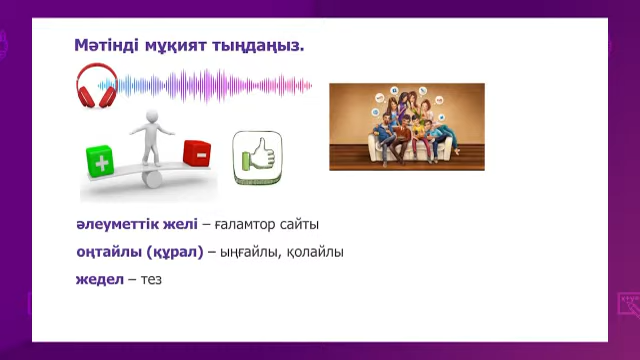 Мәтінді мұқият тыңдаңыз.
әлеуметтік желі – ғаламтор сайты
оңтайлы (құрал) – ыңғайлы, қолайлы
жедел – тез